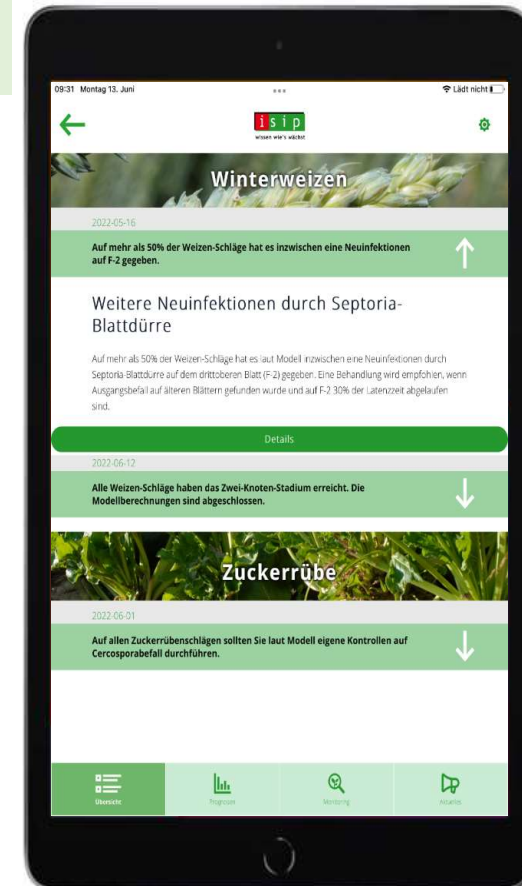 09:31 Montag 13. Juni
Lädt nicht
isip
wissen wie's wächst
Winterweizen
2022-05-16
Auf mehr als 50% der Weizen-Schläge hat es inzwischen eine Neuinfektionen
auf F-2 gegeben.
Weitere Neuinfektionen durch Septoria-
Blattdürre
Auf mehr als 50% der Weizen-Schläge hat es laut Modell inzwischen eine Neuinfektionen durch
Septoria-Blattdürre auf dem drittoberen Blatt (F-2) gegeben. Eine Behandlung wird empfohlen, wenn
Ausgangsbefall auf älteren Blättern gefunden wurde und auf F-2 30% der Latenzzeit abgelaufen
sind.
Details
2022-06-12
Alle Weizen-Schläge haben das Zwei-Knoten-Stadium erreicht. Die
Modellberechnungen sind abgeschlossen.
Zuckerrübe
2022-06-01
Auf allen Zuckerrübenschlägen sollten Sie laut Modell eigene Kontrollen auf
Cercosporabefall durchführen.
Übersicht
Prognosen
Monitoring
Aktuelles